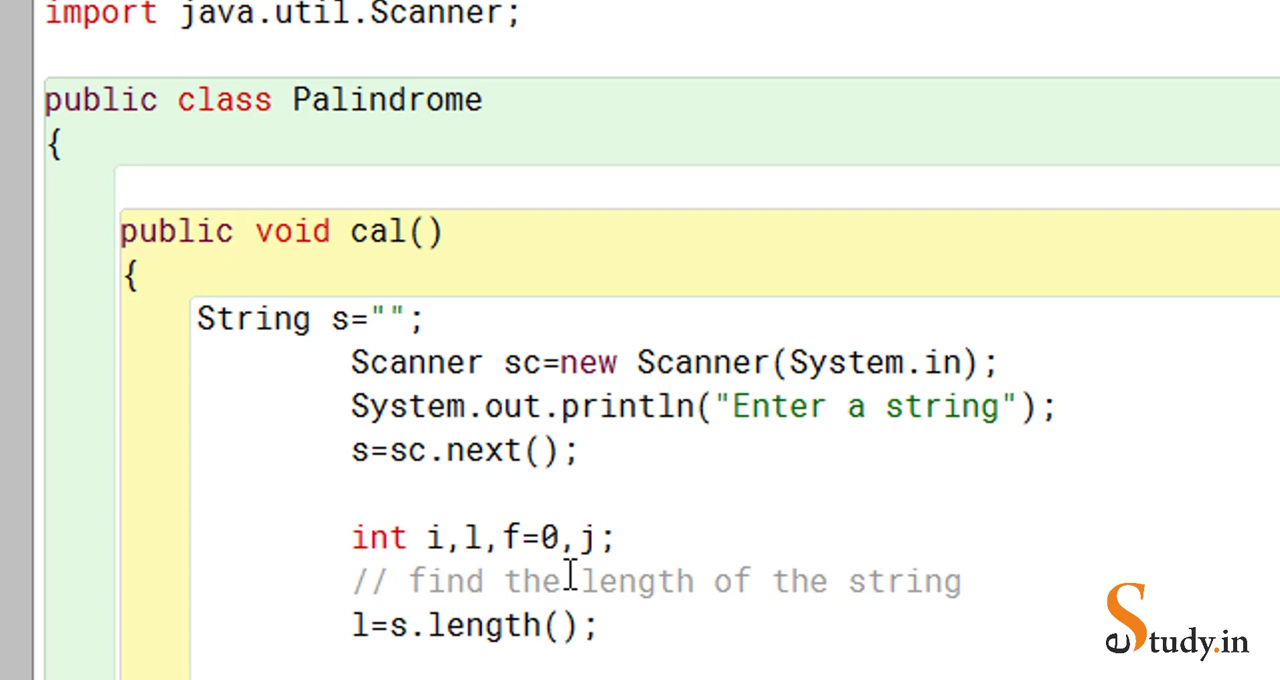 import java.util.Scanner;
public class Palindrome
{
public void cal()
{
String s="";
Scanner sc=new Scanner(System.in);
System.out.println("Enter a string");
s=sc.next();
int i,l,f=0,j;
// find the length of the string
l=s.length();
eStudy.in